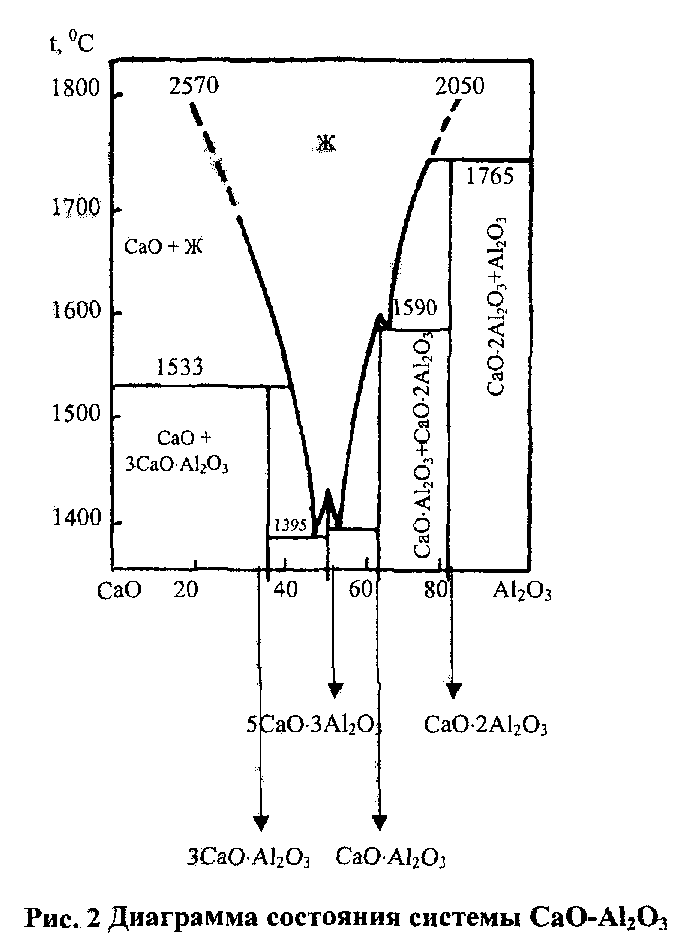 t, ⁰C
1800
2570
2050
Ж
1765
1700
CaO + Ж
1600
1590
1533
1500
CaO +
3CaO·Al₂O₃
CaO·Al₂O₃+CaO·2Al₂O₃
CaO·2Al₂O₃+Al₂O₃
1400
1395
CaO 20 40 60 80 Al₂O₃
5CaO·3Al₂O₃ CaO·2Al₂O₃
3CaO·Al₂O₃ CaO·Al₂O₃
Рис. 2 Диаграмма состояния системы CaO-Al₂O₃